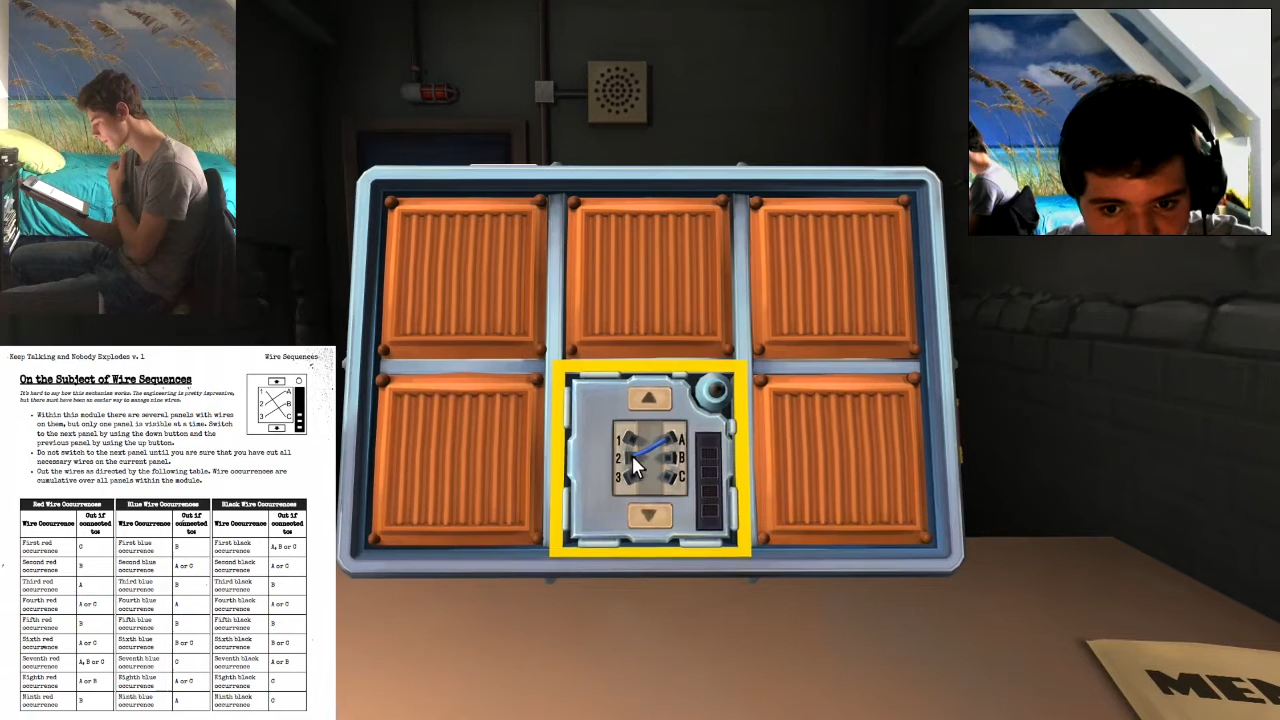 Keep Talking and Nobody Explodes v. 1
Wire Sequences
On the Subject of Wire Sequences
It's hard to say how this mechanism works. The engineering is pretty impressive,
but there must have been an easier way to manage nine wires.
1 A
2 B
3 C
• Within this module there are several panels with wires
on them, but only one panel is visible at a time. Switch
to the next panel by using the down button and the
previous panel by using the up button.
• Do not switch to the next panel until you are sure that you have cut all
necessary wires on the current panel.
• Cut the wires as directed by the following table. Wire occurrences are
cumulative over all panels within the module.
Red Wire Occurrences Blue Wire Occurrences Black Wire Occurrences
Wire Occurrence Cut if connected to: Wire Occurrence Cut if connected to: Wire Occurrence Cut if connected to:
First red occurrence C First blue occurrence B First black occurrence A, B or C
Second red occurrence B Second blue occurrence A or C Second black occurrence A or C
Third red occurrence A Third blue occurrence B Third black occurrence B
Fourth red occurrence A or C Fourth blue occurrence A Fourth black occurrence A or C
Fifth red occurrence B Fifth blue occurrence B Fifth black occurrence B
Sixth red occurrence A or C Sixth blue occurrence B or C Sixth black occurrence B or C
Seventh red occurrence A, B or C Seventh blue occurrence C Seventh black occurrence A or B
Eighth red occurrence A or B Eighth blue occurrence A or C Eighth black occurrence C
Ninth red occurrence B Ninth blue occurrence A Ninth black occurrence C
1 A
2 B
3 C